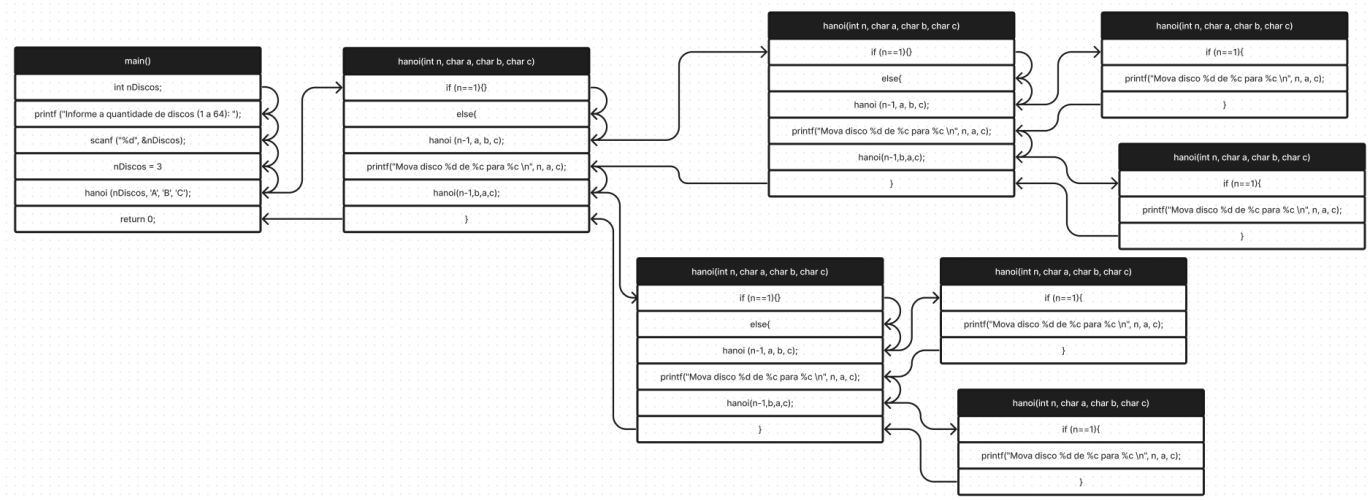 main()
int nDiscos;
printf ("Informe a quantidade de discos (1 a 64): ");
scanf ("%d", &nDiscos);
nDiscos = 3
hanoi (nDiscos, 'A', 'B', 'C');
return 0;
hanoi(int n, char a, char b, char c)
if (n==1){}
else{
hanoi (n-1, a, b, c);
printf("Mova disco %d de %c para %c \n", n, a, c);
hanoi(n-1,b,a,c);
}
hanoi(int n, char a, char b, char c)
if (n==1){}
else{
hanoi (n-1, a, b, c);
printf("Mova disco %d de %c para %c \n", n, a, c);
hanoi(n-1,b,a,c);
}
hanoi(int n, char a, char b, char c)
if (n==1){
printf("Mova disco %d de %c para %c \n", n, a, c);
}
hanoi(int n, char a, char b, char c)
if (n==1){
printf("Mova disco %d de %c para %c \n", n, a, c);
}
hanoi(int n, char a, char b, char c)
if (n==1){}
else{
hanoi (n-1, a, b, c);
printf("Mova disco %d de %c para %c \n", n, a, c);
hanoi(n-1,b,a,c);
}
hanoi(int n, char a, char b, char c)
if (n==1){
printf("Mova disco %d de %c para %c \n", n, a, c);
}
hanoi(int n, char a, char b, char c)
if (n==1){
printf("Mova disco %d de %c para %c \n", n, a, c);
}